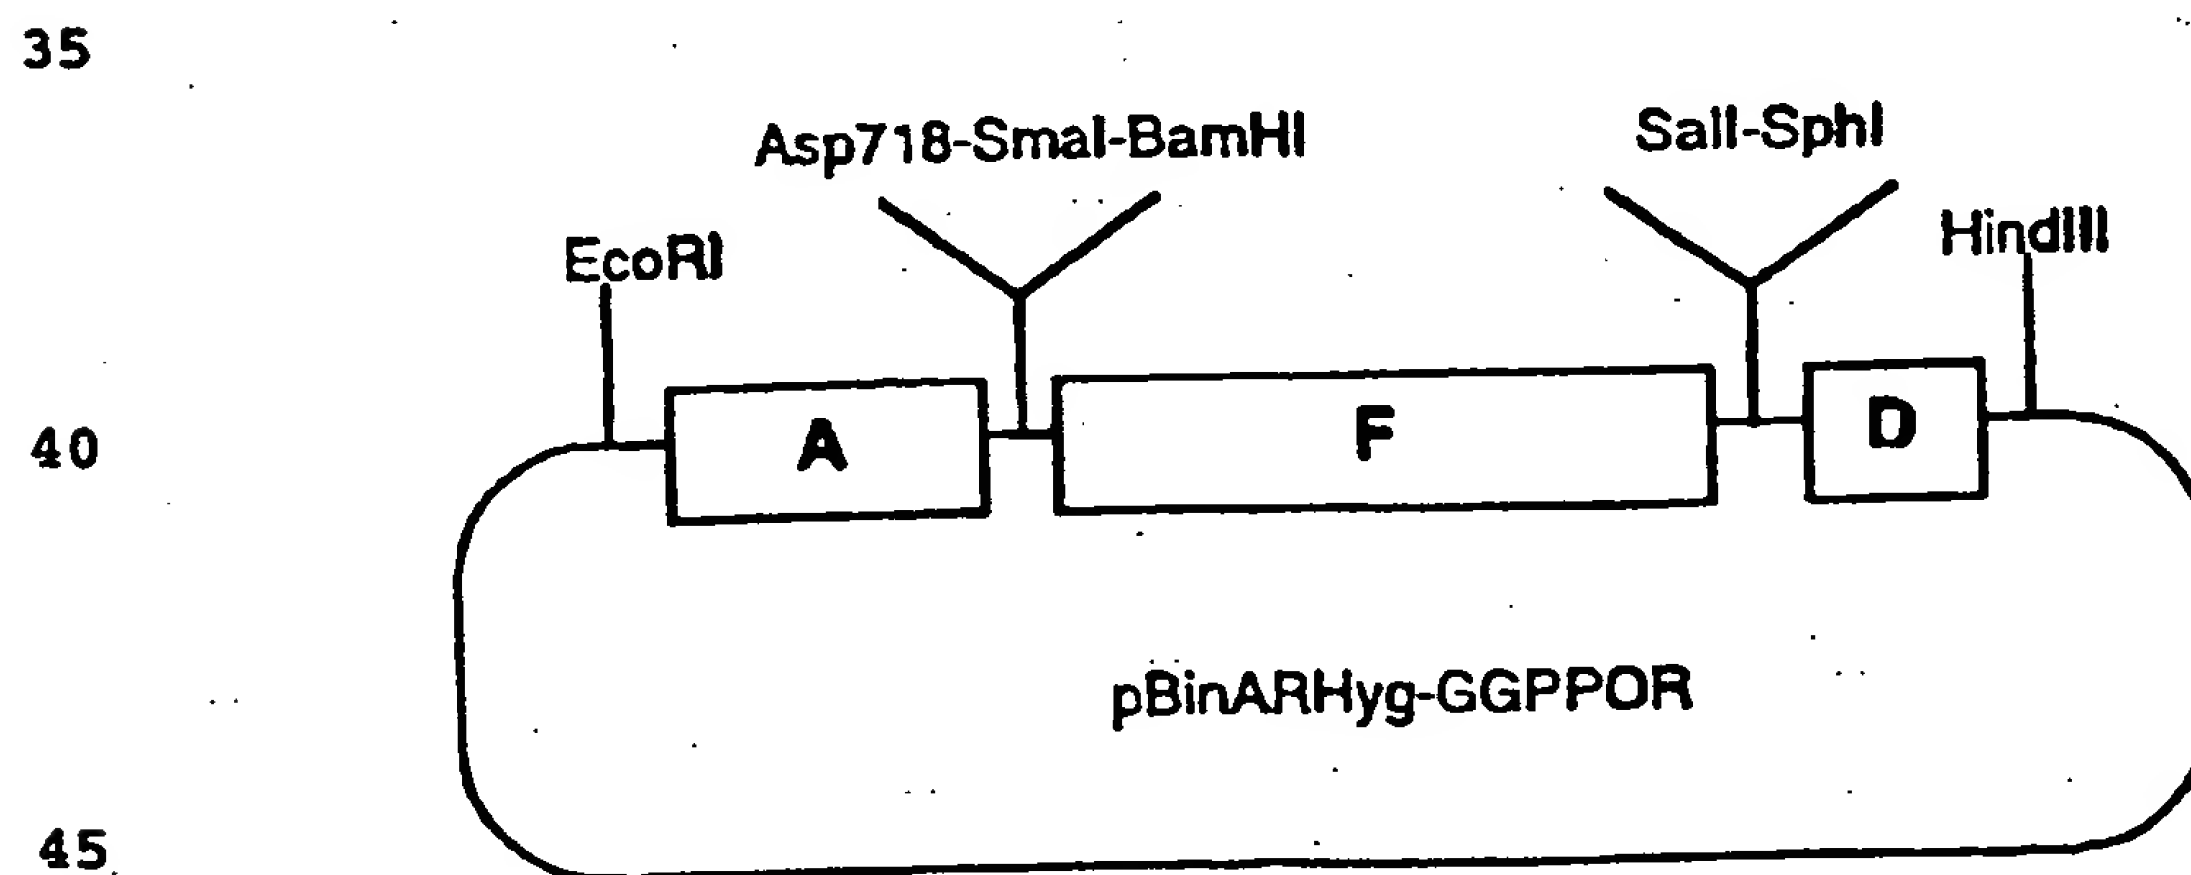 35
Asp718-SmaI-BamHI
SalI-SphI
EcoRI
HindIII
A
F
D
40
pBinARHyg-GGPPOR
45